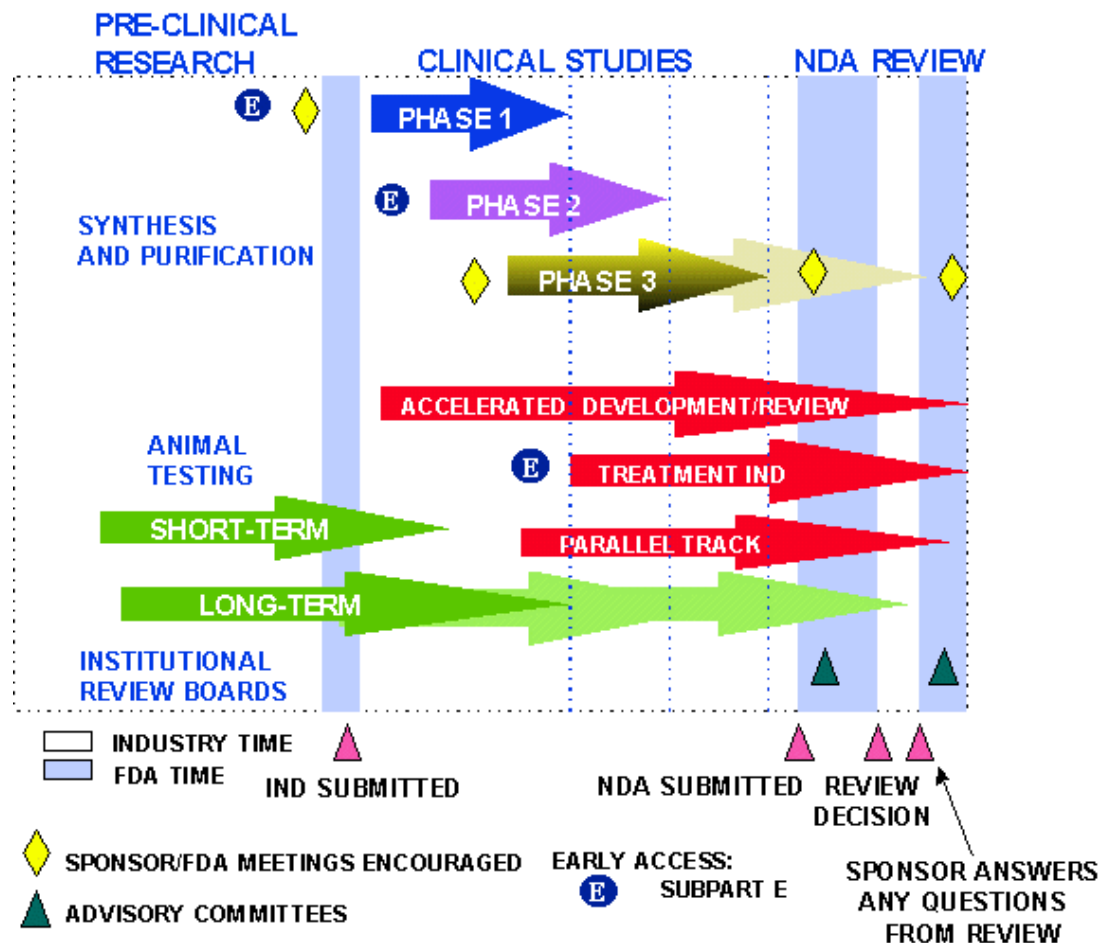 PRE-CLINICAL
RESEARCH
CLINICAL STUDIES
NDA REVIEW
E
PHASE 1
E
PHASE 2
SYNTHESIS
AND PURIFICATION
PHASE 3
ACCELERATED DEVELOPMENT/REVIEW
ANIMAL
TESTING
E
TREATMENT IND
SHORT-TERM
PARALLEL TRACK
LONG-TERM
INSTITUTIONAL
REVIEW BOARDS
INDUSTRY TIME
FDA TIME
IND SUBMITTED
NDA SUBMITTED
REVIEW
DECISION
SPONSOR/FDA MEETINGS ENCOURAGED
ADVISORY COMMITTEES
EARLY ACCESS:
E
SUBPART E
SPONSOR ANSWERS
ANY QUESTIONS
FROM REVIEW